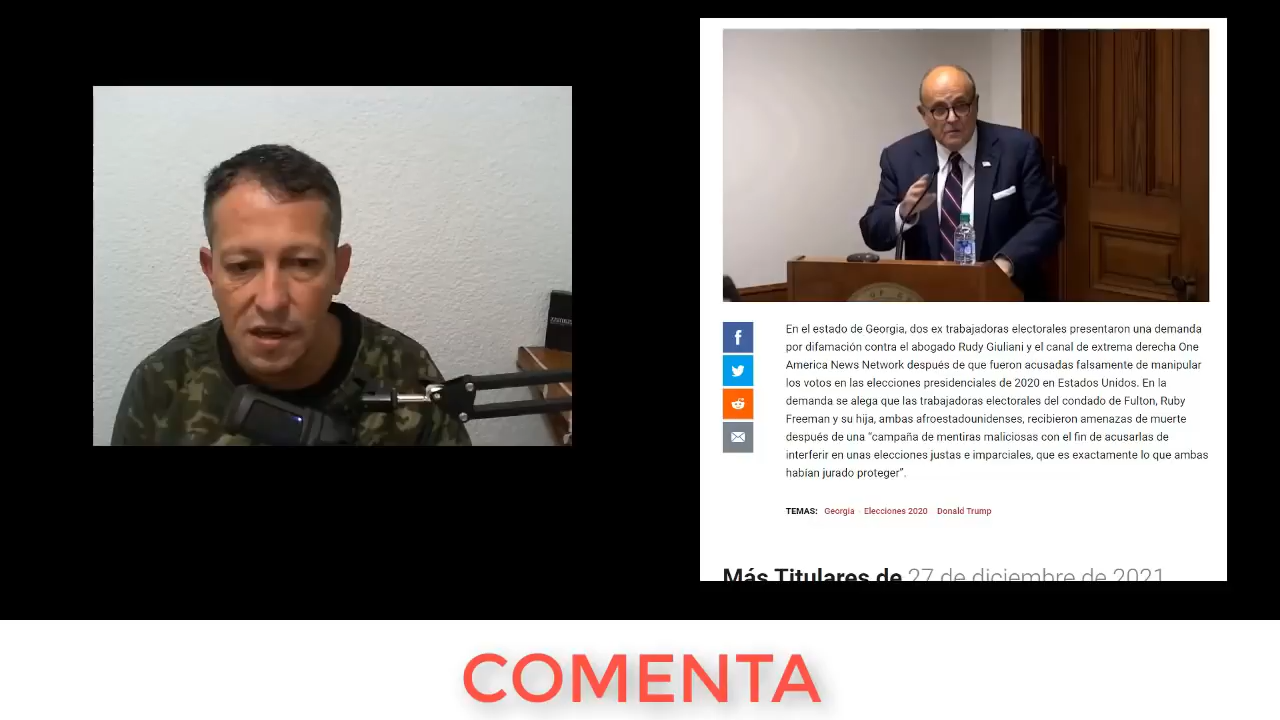 En el estado de Georgia, dos ex trabajadoras electorales presentaron una demanda
por difamación contra el abogado Rudy Giuliani y el canal de extrema derecha One
America News Network después de que fueron acusadas falsamente de manipular
los votos en las elecciones presidenciales de 2020 en Estados Unidos. En la
demanda se alega que las trabajadoras electorales del condado de Fulton, Ruby
Freeman y su hija, ambas afroestadounidenses, recibieron amenazas de muerte
después de una “campaña de mentiras maliciosas con el fin de acusarlas de
interferir en unas elecciones justas e imparciales, que es exactamente lo que ambas
habían jurado proteger”.
TEMAS: Georgia Elecciones 2020 Donald Trump
Más Titulares de 27 de diciembre de 2021
COMENTA